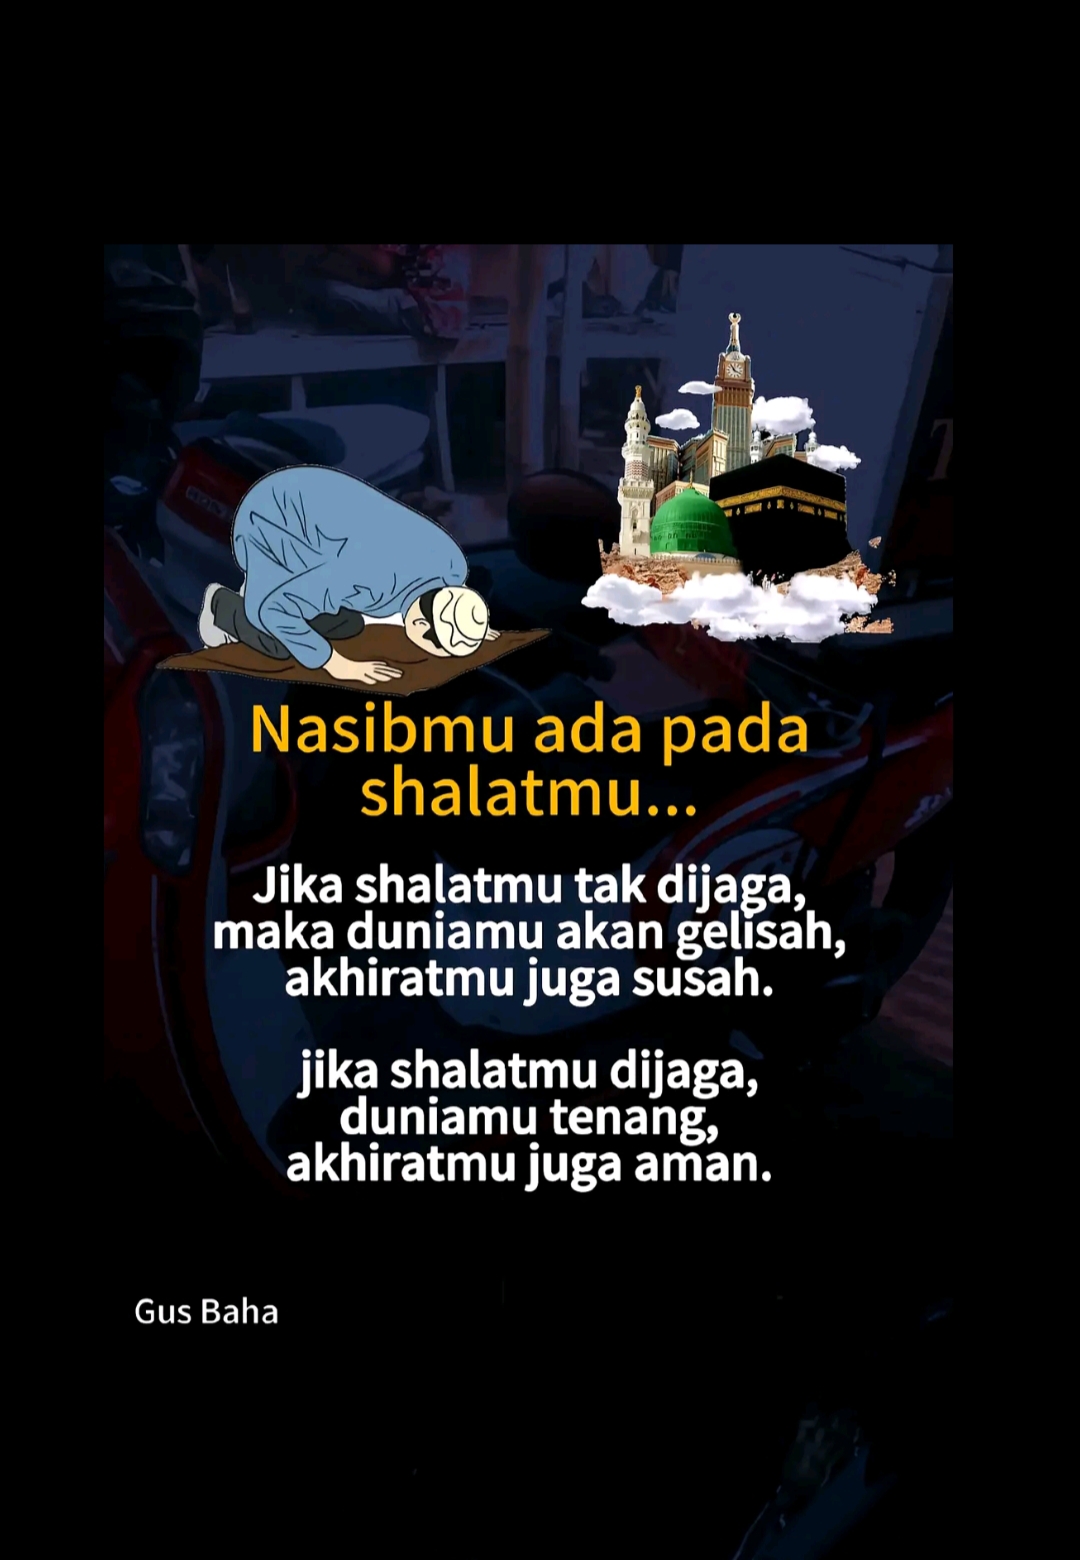 Nasibmu ada pada
shalatmu...
Jika shalatmu tak dijaga,
maka duniamu akan gelisah,
akhiratmu juga susah.
jika shalatmu dijaga,
duniamu tenang,
akhiratmu juga aman.
Gus Baha